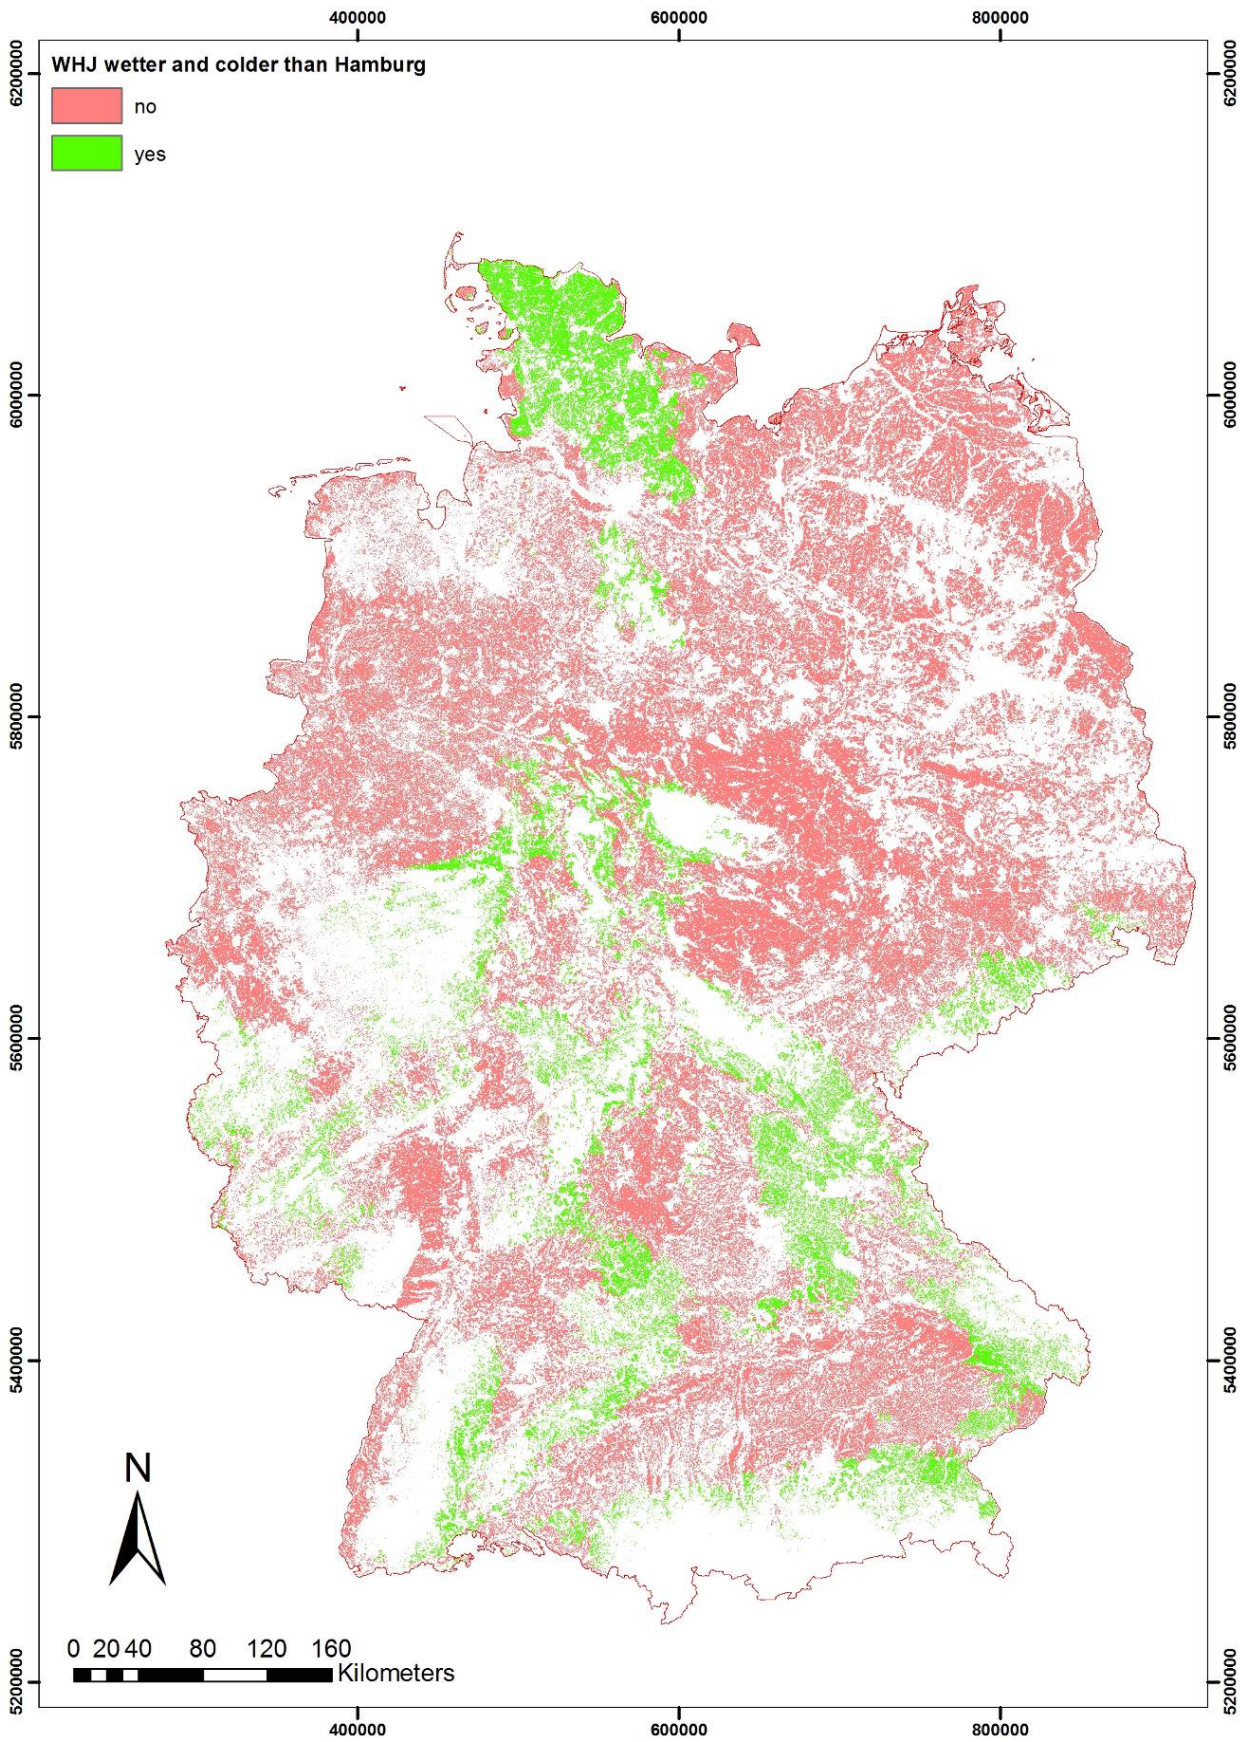 400000 600000 800000
WHJ wetter and colder than Hamburg
no
yes
6200000 6200000
6000000 6000000
5800000 5800000
5600000 5600000
5400000 5400000
N
0 20 40 80 120 160
Kilometers
5200000 5200000
400000 600000 800000